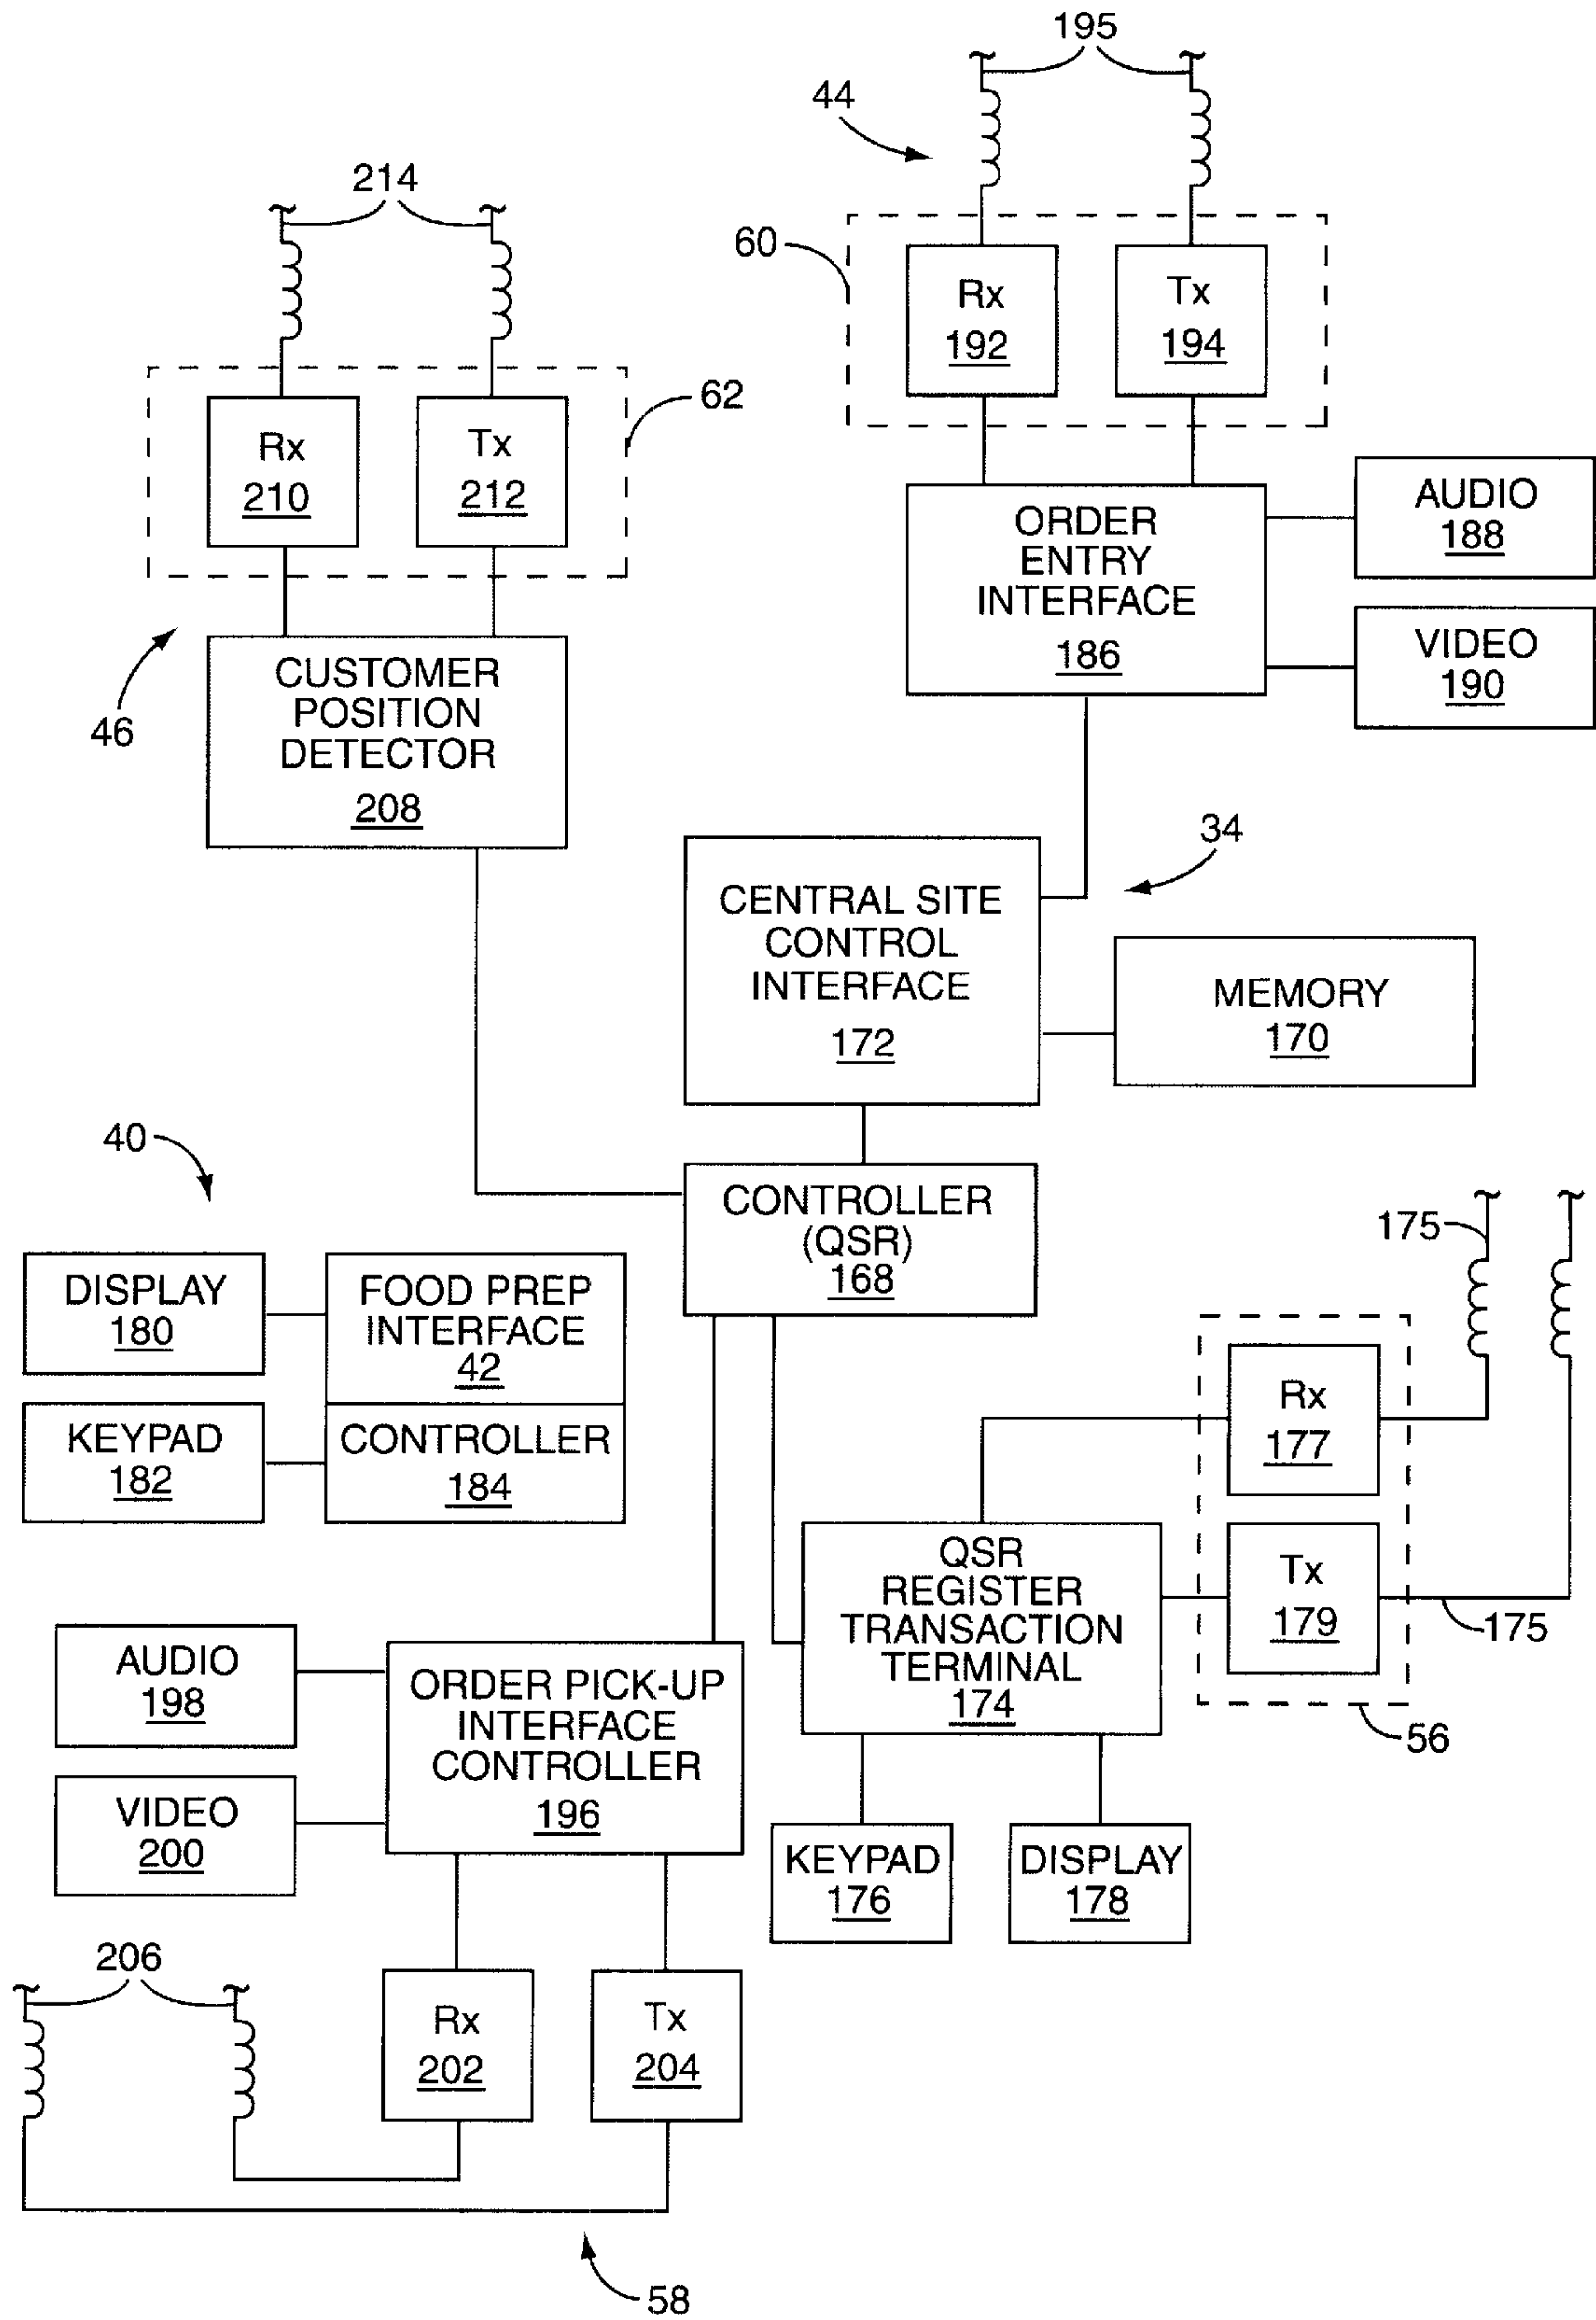 195
44
214
60
Rx
192
Tx
194
62
Rx
210
Tx
212
AUDIO
188
ORDER
ENTRY
INTERFACE
186
VIDEO
190
46
CUSTOMER
POSITION
DETECTOR
208
34
CENTRAL SITE
CONTROL
INTERFACE
172
MEMORY
170
40
CONTROLLER
(QSR)
168
175
DISPLAY
180
FOOD PREP
INTERFACE
42
Rx
177
KEYPAD
182
CONTROLLER
184
QSR
REGISTER
TRANSACTION
TERMINAL
174
Tx
179
175
56
AUDIO
198
ORDER PICK-UP
INTERFACE
CONTROLLER
196
VIDEO
200
KEYPAD
176
DISPLAY
178
206
Rx
202
Tx
204
58